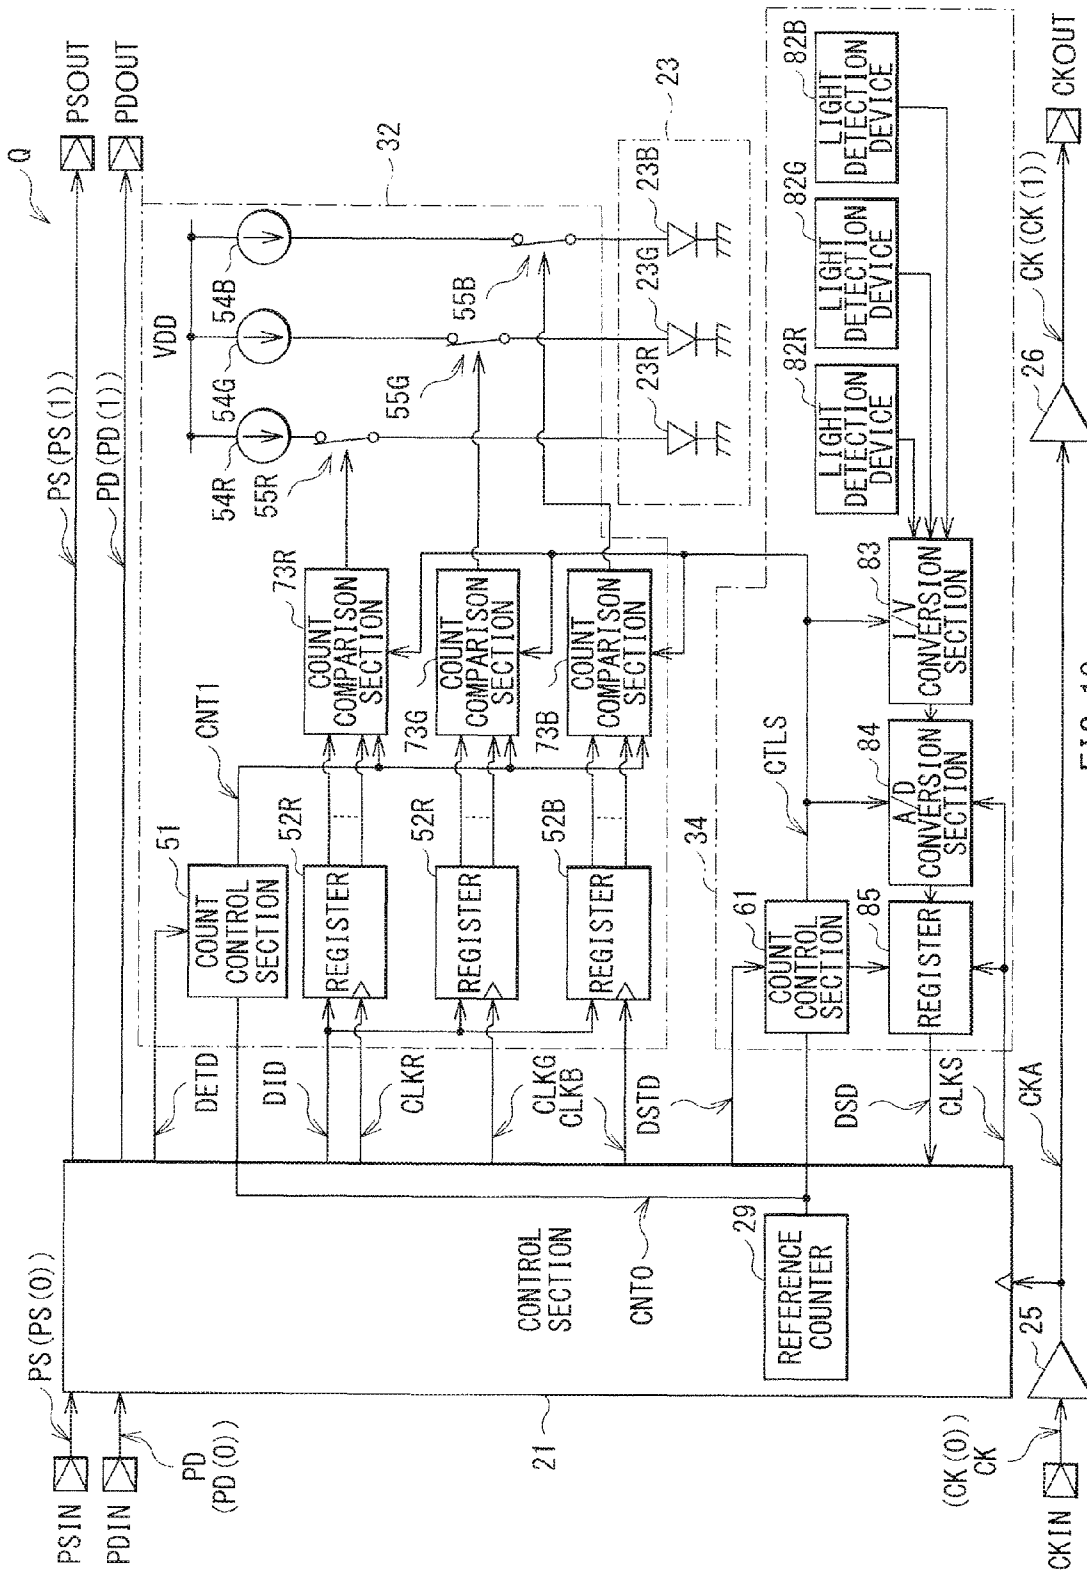 Q
PSIN
PS(PS(0))
PDIN
PD
(PD(0))
21
CONTROL
SECTION
CNTO
29
REFERENCE
COUNTER
CKIN
(CK(0))
CK
25
PS(PS(1))
PD(PD(1))
PSOUT
PDOUT
DETD
DID
CLKR
CLKG
CLKB
DSTD
DSD
CLKS
CKA
51
COUNT
CONTROL
SECTION
CNT1
52R
REGISTER
52R
REGISTER
52B
REGISTER
73R
COUNT
COMPARISON
SECTION
73G
COUNT
COMPARISON
SECTION
73B
COUNT
COMPARISON
SECTION
VDD
54R
54G
54B
55R
55G
55B
32
23
23R
23G
23B
34
61
COUNT
CONTROL
SECTION
CTLS
85
REGISTER
84
A/D
CONVERSION
SECTION
83
I/V
CONVERSION
SECTION
82R
LIGHT
DETECTION
DEVICE
82G
LIGHT
DETECTION
DEVICE
82B
LIGHT
DETECTION
DEVICE
26
CK(CK(1))
CKOUT